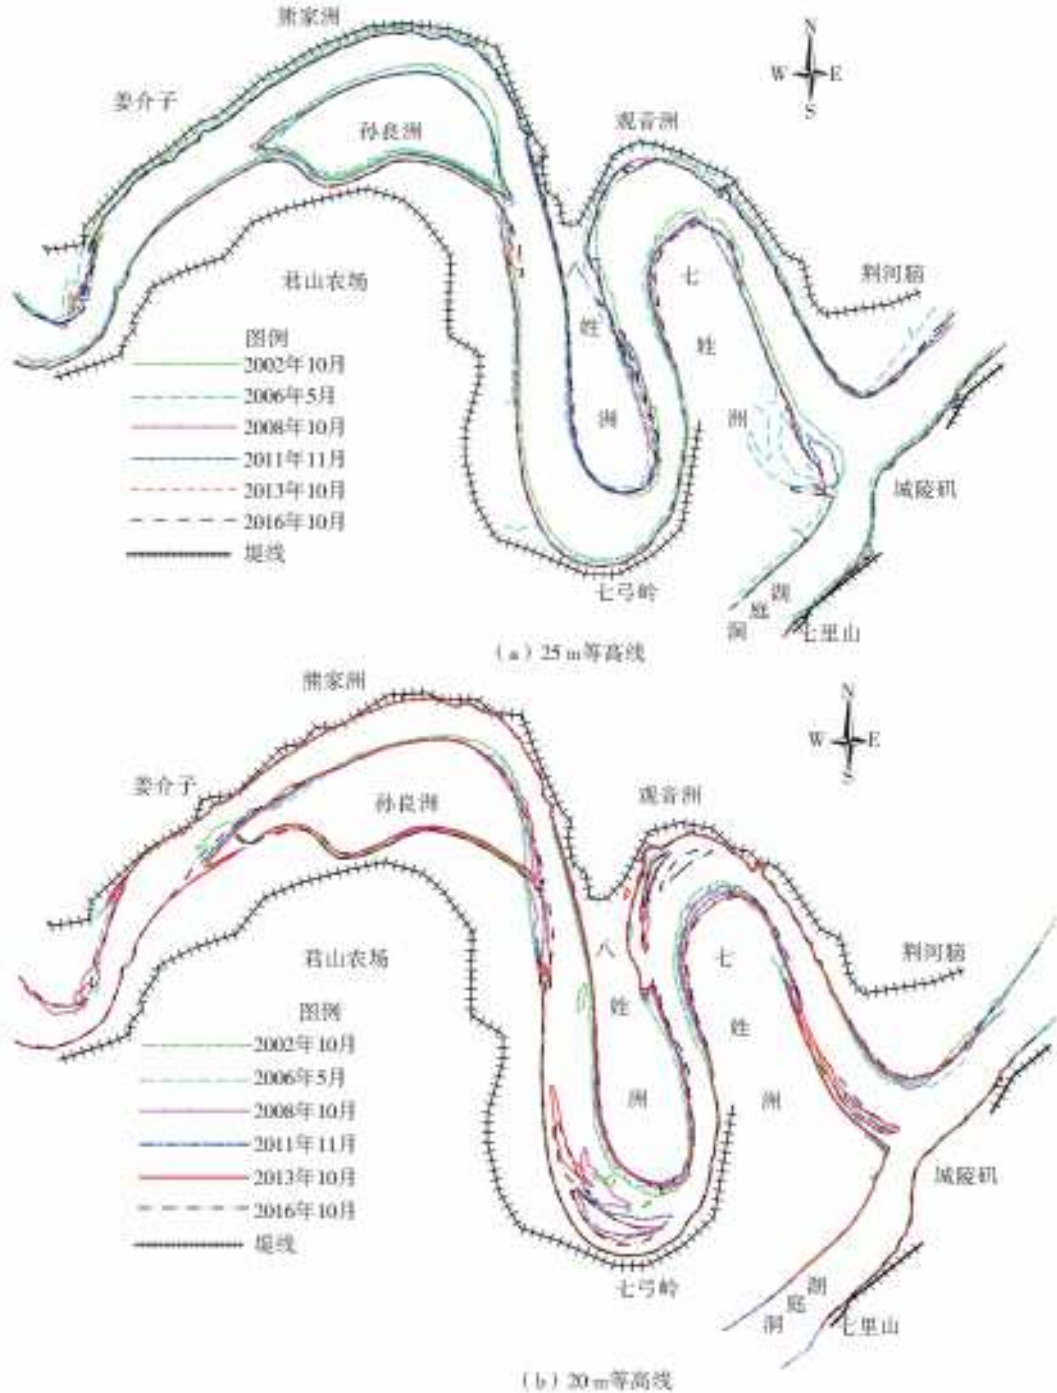 熊家洲
N
W E
S
姜介子
孙良洲
观音洲
君山农场
荆河脑
七
姓
洲
姓
洲
图例
2002年10月
2006年5月
2008年10月
2011年11月
2013年10月
2016年10月
堤线
城陵矶
七弓岭
洞庭湖
七里山
(a) 25 m等高线
熊家洲
N
W E
S
姜介子
孙良洲
观音洲
君山农场
荆河脑
八
姓
洲
七
姓
洲
图例
2002年10月
2006年5月
2008年10月
2011年11月
2013年10月
2016年10月
堤线
城陵矶
七弓岭
洞庭湖
七里山
(b) 20 m等高线